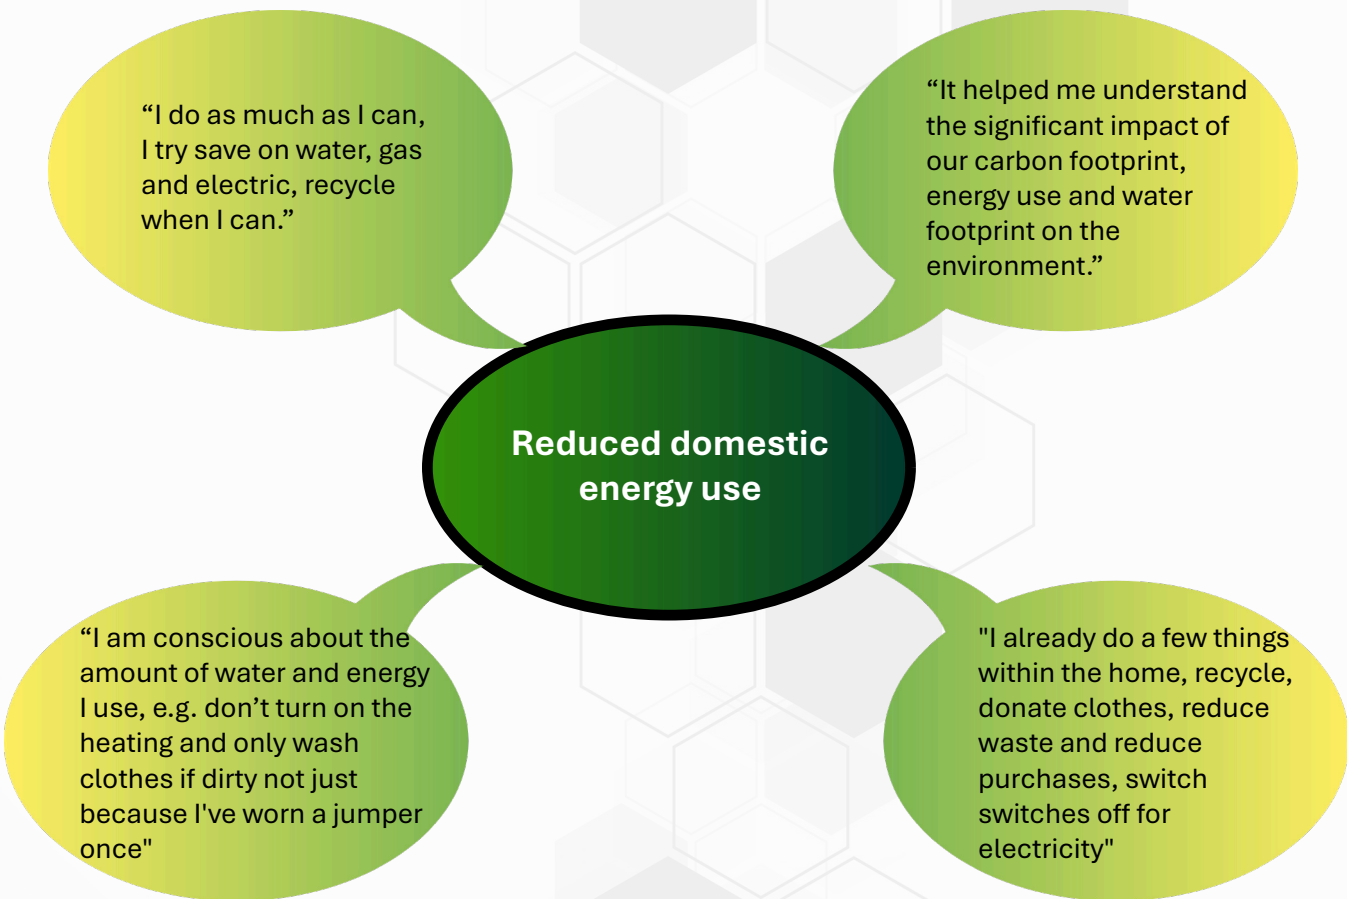 “I do as much as I can,
I try save on water, gas
and electric, recycle
when I can.”
“It helped me understand
the significant impact of
our carbon footprint,
energy use and water
footprint on the
environment.”
Reduced domestic
energy use
“I am conscious about the
amount of water and energy
I use, e.g. don’t turn on the
heating and only wash
clothes if dirty not just
because I've worn a jumper
once"
"I already do a few things
within the home, recycle,
donate clothes, reduce
waste and reduce
purchases, switch
switches off for
electricity"